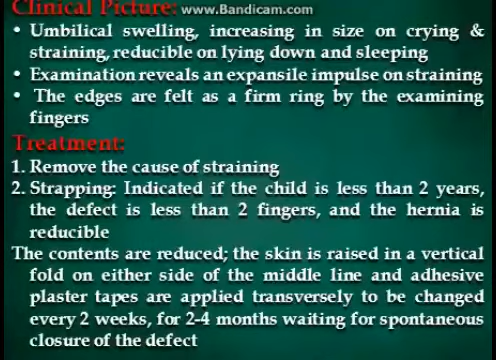 Clinical Picture:
www.Bandicam.com
• Umbilical swelling, increasing in size on crying &
straining, reducible on lying down and sleeping
• Examination reveals an expansile impulse on straining
• The edges are felt as a firm ring by the examining
fingers
Treatment:
1. Remove the cause of straining
2. Strapping: Indicated if the child is less than 2 years,
the defect is less than 2 fingers, and the hernia is
reducible
The contents are reduced; the skin is raised in a vertical
fold on either side of the middle line and adhesive
plaster tapes are applied transversely to be changed
every 2 weeks, for 2-4 months waiting for spontaneous
closure of the defect